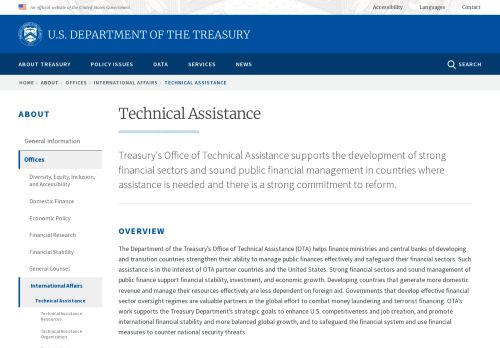 An official website of the United States Government
Accessibility Languages Contact
U.S. DEPARTMENT OF THE TREASURY
ABOUT TREASURY POLICY ISSUES DATA SERVICES NEWS SEARCH
HOME › ABOUT › OFFICES › INTERNATIONAL AFFAIRS › TECHNICAL ASSISTANCE
ABOUT
General Information
Offices
Diversity, Equity, Inclusion,
and Accessibility
Domestic Finance
Economic Policy
Financial Research
Financial Stability
General Counsel
International Affairs
Technical Assistance
Technical Assistance
Resources
Technical Assistance
Organization
Technical Assistance
Treasury's Office of Technical Assistance supports the development of strong
financial sectors and sound public financial management in countries where
assistance is needed and there is a strong commitment to reform.
OVERVIEW
The Department of the Treasury's Office of Technical Assistance (OTA) helps finance ministries and central banks of developing
and transition countries strengthen their ability to manage public finances effectively and safeguard their financial sectors. Such
assistance is in the interest of OTA partner countries and the United States. Strong financial sectors and sound management of
public finance support financial stability, investment, and economic growth. Developing countries that generate more domestic
revenue and manage their resources effectively are less dependent on foreign aid. Governments that develop effective financial
sector oversight regimes are valuable partners in the global effort to combat money laundering and terrorist financing. OTA's
work supports the Treasury Department's strategic goals to enhance U.S. competitiveness and job creation, and promote
international financial stability and more balanced global growth, and to safeguard the financial system and use financial
measures to counter national security threats.